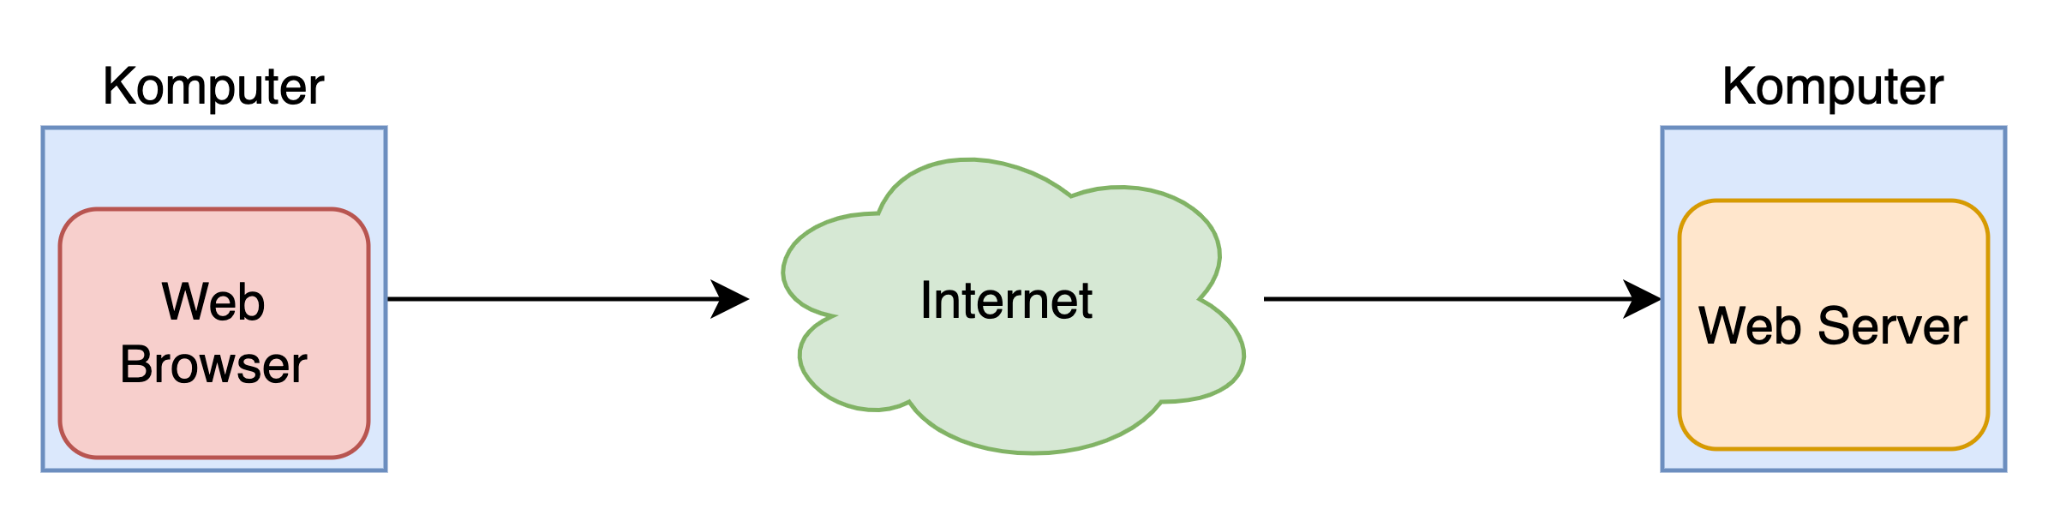 Komputer
Komputer
Web
Browser
Internet
Web Server